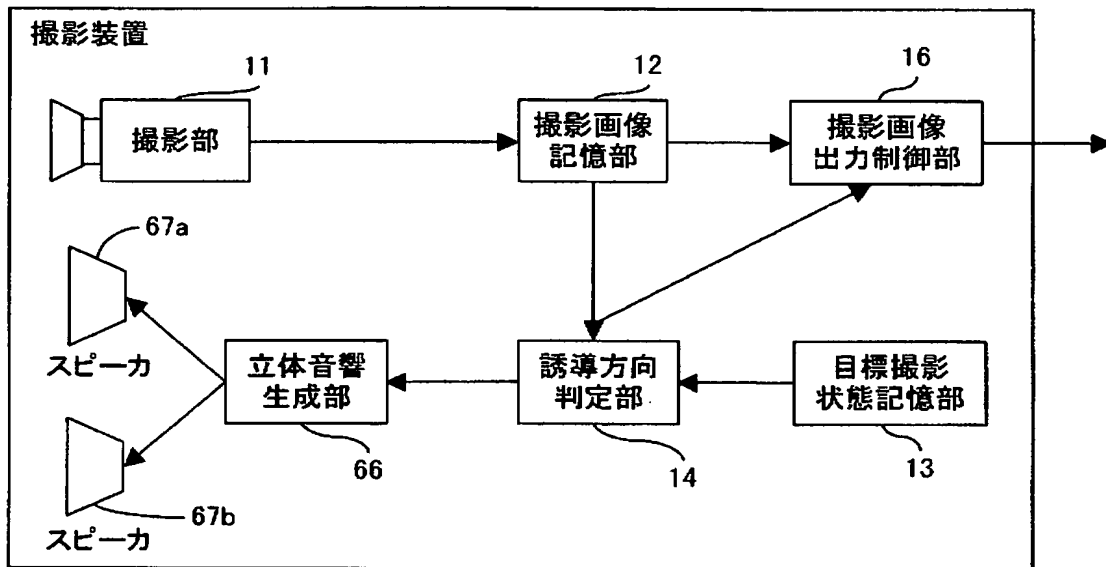 撮影装置
11
12
16
撮影部
撮影画像
記憶部
撮影画像
出力制御部
67a
スピーカ
立体音響
生成部
誘導方向
判定部
目標撮影
状態記憶部
66
14
13
67b
スピーカ